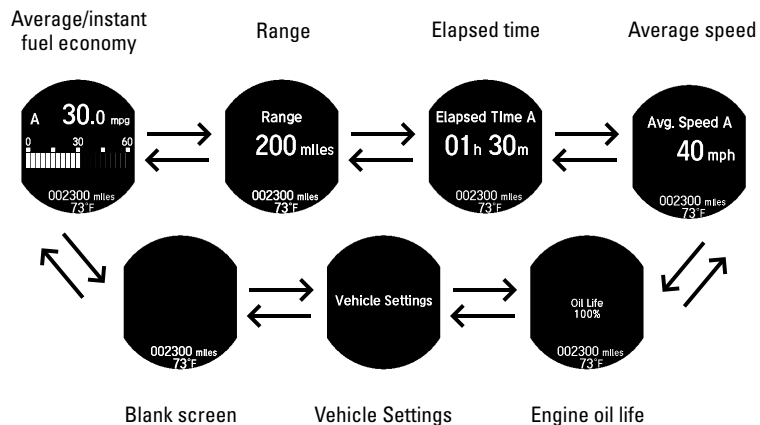 Average/instant
fuel economy
Range
Elapsed time
Average speed
A 30.0 mpg
0 30 60
002300 miles
73°F
Range
200 miles
002300 miles
73°F
Elapsed TIme A
01h 30m
002300 miles
73°F
Avg. Speed A
40 mph
002300 miles
73°F
002300 miles
73°F
Vehicle Settings
Oil Life
100%
002300 miles
73°F
Blank screen
Vehicle Settings
Engine oil life